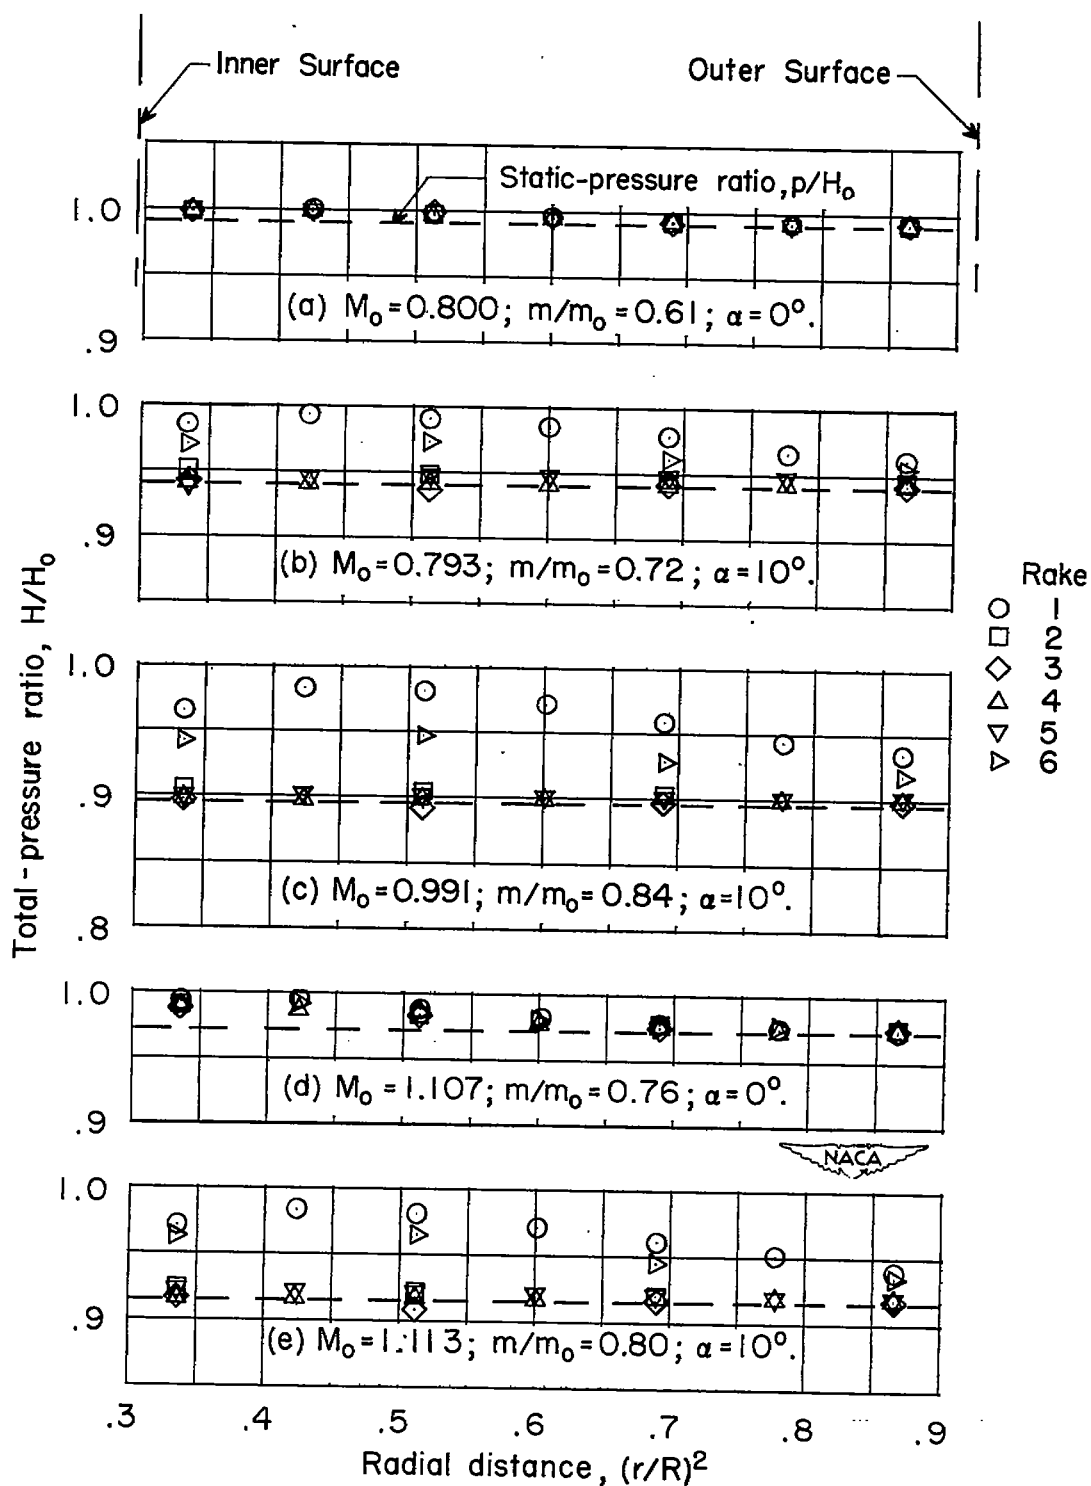 Inner Surface
Outer Surface
Static-pressure ratio, p/H₀
1.0
(a) M₀=0.800; m/m₀=0.61; α=0°.
.9
1.0
.9
(b) M₀=0.793; m/m₀=0.72; α=10°.
Rake
1
2
3
4
5
6
Total-pressure ratio, H/H₀
1.0
.9
(c) M₀=0.991; m/m₀=0.84; α=10°.
.8
1.0
(d) M₀=1.107; m/m₀=0.76; α=0°.
.9
NACA
1.0
.9
(e) M₀=1.113; m/m₀=0.80; α=10°.
.3 .4 .5 .6 .7 .8 .9
Radial distance, (r/R)²